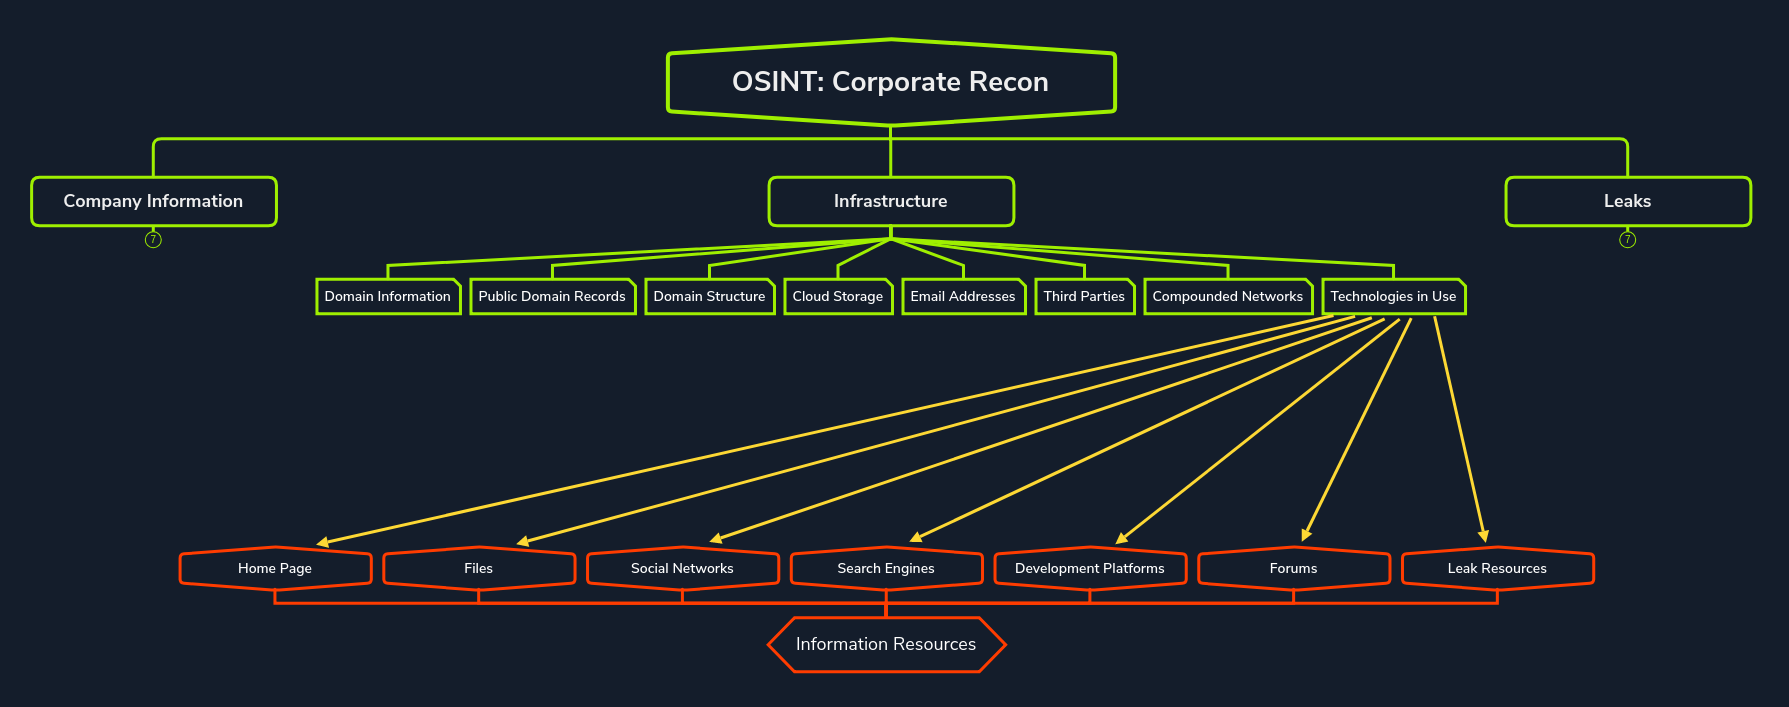 OSINT: Corporate Recon
Company Information
Infrastructure
Leaks
7
7
Domain Information
Public Domain Records
Domain Structure
Cloud Storage
Email Addresses
Third Parties
Compounded Networks
Technologies in Use
Home Page
Files
Social Networks
Search Engines
Development Platforms
Forums
Leak Resources
Information Resources